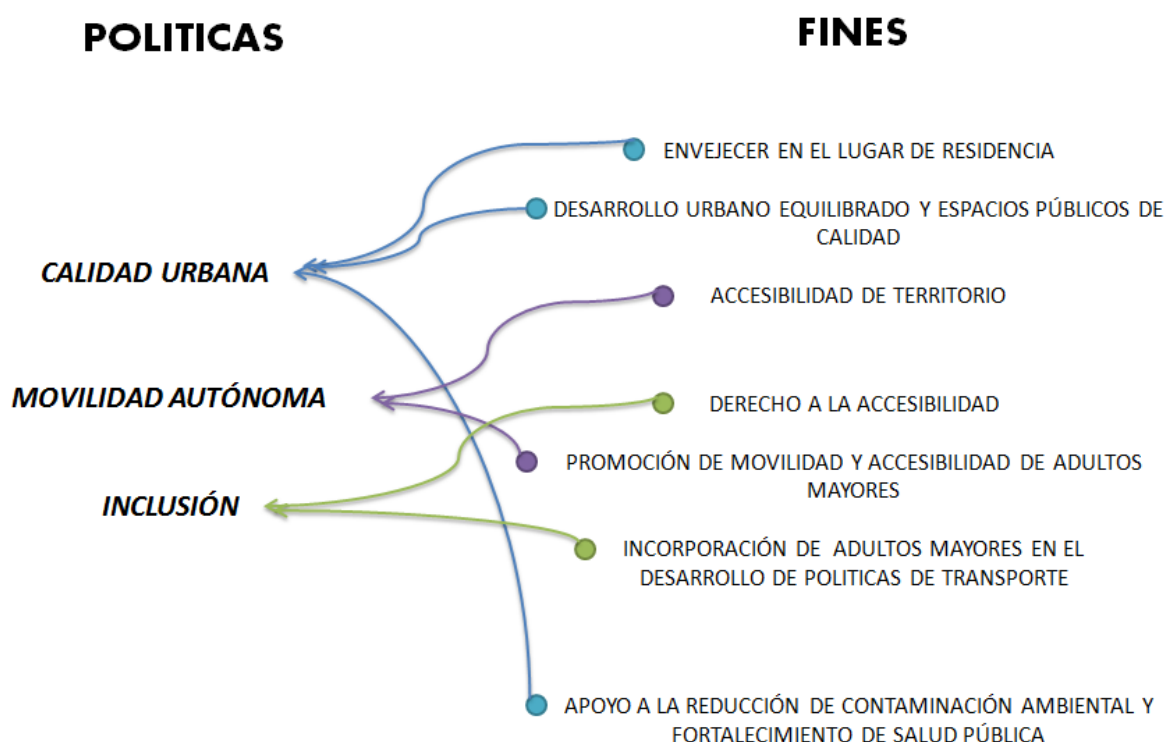 POLITICAS
FINES
ENVEJECER EN EL LUGAR DE RESIDENCIA
DESARROLLO URBANO EQUILIBRADO Y ESPACIOS PÚBLICOS DE
CALIDAD
CALIDAD URBANA
ACCESIBILIDAD DE TERRITORIO
MOVILIDAD AUTÓNOMA
DERECHO A LA ACCESIBILIDAD
PROMOCIÓN DE MOVILIDAD Y ACCESIBILIDAD DE ADULTOS
MAYORES
INCLUSIÓN
INCORPORACIÓN DE ADULTOS MAYORES EN EL
DESARROLLO DE POLITICAS DE TRANSPORTE
APOYO A LA REDUCCIÓN DE CONTAMINACIÓN AMBIENTAL Y
FORTALECIMIENTO DE SALUD PÚBLICA